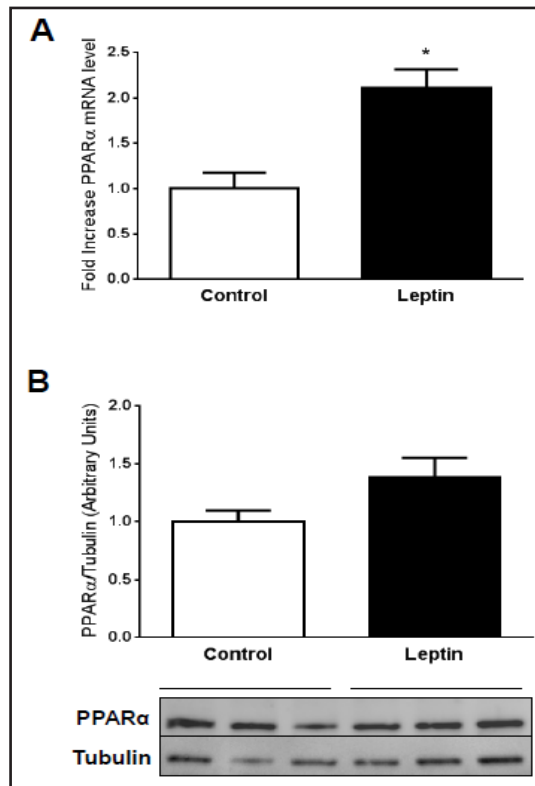 A
Fold Increase PPARα mRNA level
2.5
2.0
1.5
1.0
0.5
0.0
*
Control Leptin
B
PPARα/Tubulin (Arbitrary Units)
2.0
1.5
1.0
0.5
0.0
Control Leptin
PPARα
Tubulin